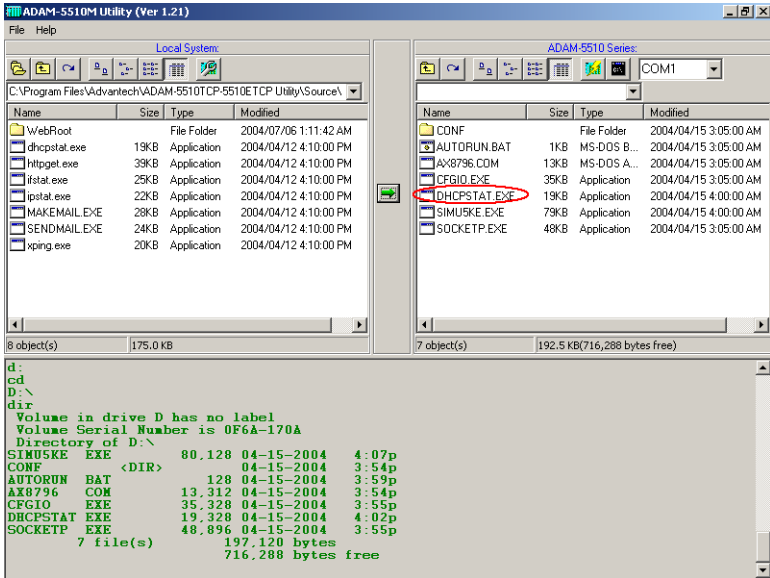 ADAM-5510M Utility (Ver 1.21)
File Help
Local System:
C:\Program Files\Advantech\ADAM-5510TCP-5510ETCP Utility\Source\
Name Size Type Modified
WebRoot File Folder 2004/07/06 1:11:42 AM
dhcpstat.exe 19KB Application 2004/04/12 4:10:00 PM
httpget.exe 39KB Application 2004/04/12 4:10:00 PM
ifstat.exe 25KB Application 2004/04/12 4:10:00 PM
ipstat.exe 22KB Application 2004/04/12 4:10:00 PM
MAKEMAIL.EXE 28KB Application 2004/04/12 4:10:00 PM
SENDMAIL.EXE 24KB Application 2004/04/12 4:10:00 PM
xping.exe 20KB Application 2004/04/12 4:10:00 PM
8 object(s) 175.0 KB
ADAM-5510 Series:
COM1
Name Size Type Modified
CONF File Folder 2004/04/15 3:05:00 AM
AUTORUN.BAT 1KB MS-DOS B... 2004/04/15 3:05:00 AM
AX8796.COM 13KB MS-DOS A... 2004/04/15 3:05:00 AM
CFGIO.EXE 35KB Application 2004/04/15 3:05:00 AM
DHCPSTAT.EXE 19KB Application 2004/04/15 4:00:00 AM
SIMU5KE.EXE 79KB Application 2004/04/15 4:00:00 AM
SOCKETP.EXE 48KB Application 2004/04/15 3:05:00 AM
7 object(s) 192.5 KB(716,288 bytes free)
d:
cd
D:\
dir
Volume in drive D has no label
Volume Serial Number is 0F6A-170A
Directory of D:\
SIMU5KE EXE 80,128 04-15-2004 4:07p
CONF <DIR> 04-15-2004 3:54p
AUTORUN BAT 128 04-15-2004 3:59p
AX8796 COM 13,312 04-15-2004 3:54p
CFGIO EXE 35,328 04-15-2004 3:55p
DHCPSTAT EXE 19,328 04-15-2004 4:02p
SOCKETP EXE 48,896 04-15-2004 3:55p
7 file(s) 197,120 bytes
716,288 bytes free